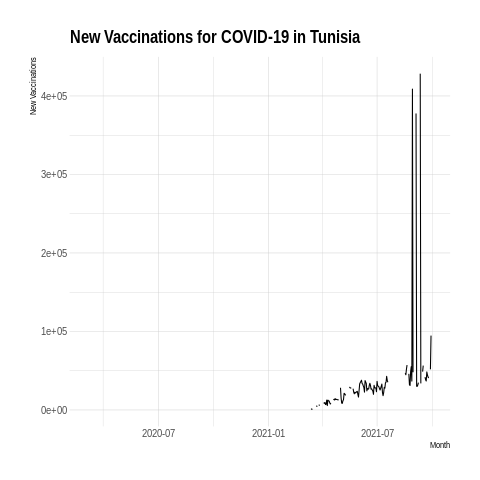 New Vaccinations for COVID-19 in Tunisia
New Vaccinations
4e+05
3e+05
2e+05
1e+05
0e+00
2020-07
2021-01
2021-07
Month